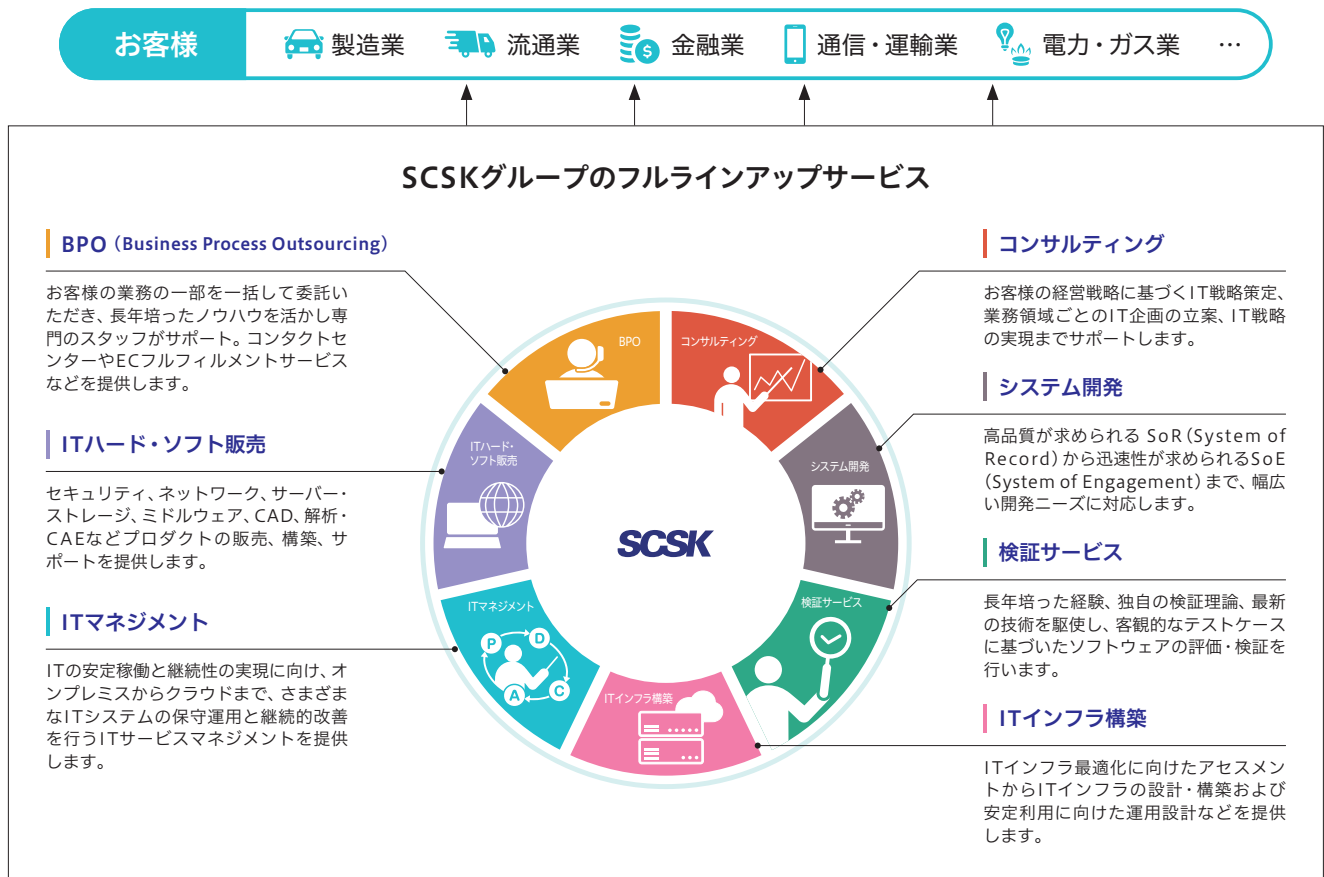 お客様
製造業
流通業
金融業
通信・運輸業
電力・ガス業
…
SCSKグループのフルラインアップサービス
BPO（Business Process Outsourcing）
お客様の業務の一部を一括して委託い
ただき、長年培ったノウハウを活かし専
門のスタッフがサポート。コンタクトセ
ンターやECフルフィルメントサービス
などを提供します。
ITハード・ソフト販売
セキュリティ、ネットワーク、サーバー・
ストレージ、ミドルウェア、CAD、解析・
CAEなどプロダクトの販売、構築、サ
ポートを提供します。
ITマネジメント
ITの安定稼働と継続性の実現に向け、オ
ンプレミスからクラウドまで、さまざま
なITシステムの保守運用と継続的改善
を行うITサービスマネジメントを提供
します。
BPO
コンサルティング
ITハード・
ソフト販売
システム開発
SCSK
ITマネジメント
P
D
A
C
検証サービス
ITインフラ構築
コンサルティング
お客様の経営戦略に基づくIT戦略策定、
業務領域ごとのIT企画の立案、IT戦略
の実現までサポートします。
システム開発
高品質が求められる SoR（System of
Record）から迅速性が求められるSoE
（System of Engagement）まで、幅広
い開発ニーズに対応します。
検証サービス
長年培った経験、独自の検証理論、最新
の技術を駆使し、客観的なテストケース
に基づいたソフトウェアの評価・検証を
行います。
ITインフラ構築
ITインフラ最適化に向けたアセスメン
トからITインフラの設計・構築および
安定利用に向けた運用設計などを提供
します。